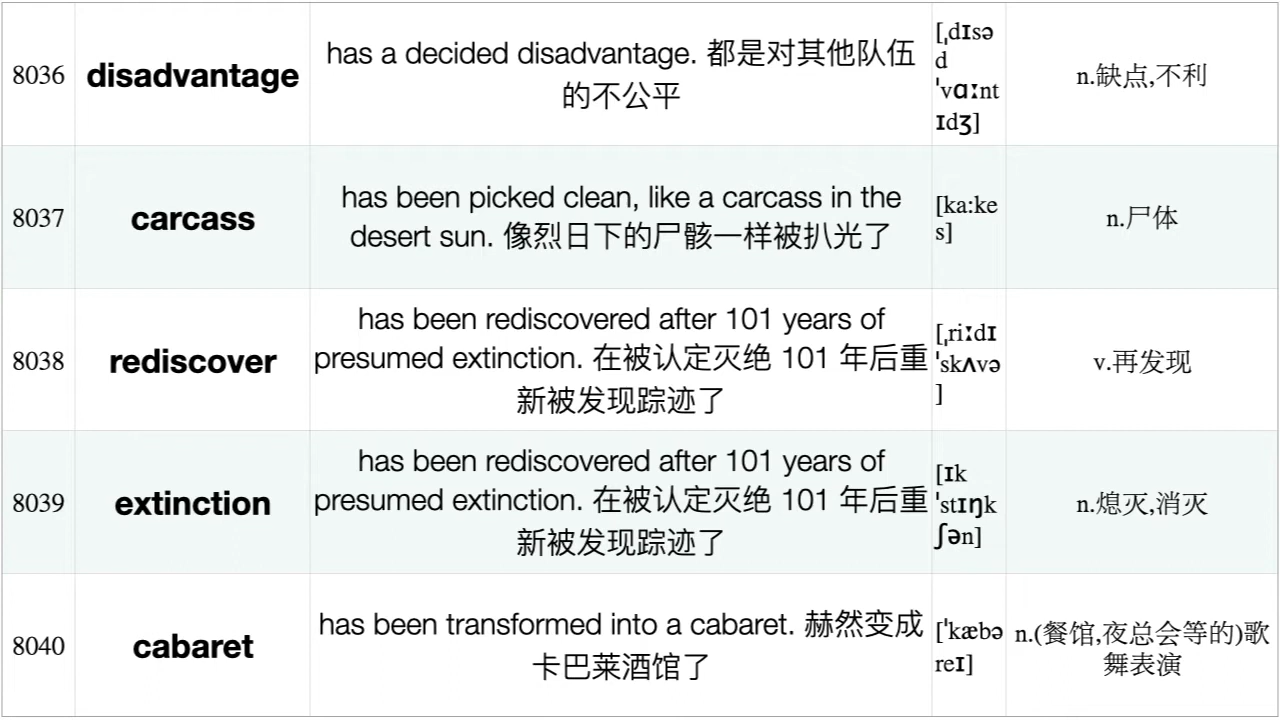 8036
disadvantage
has a decided disadvantage. 都是对其他队伍
的不公平
[ˌdɪsə
d
ˈvɑːnt
ɪdʒ]
n.缺点,不利
8037
carcass
has been picked clean, like a carcass in the
desert sun. 像烈日下的尸骸一样被扒光了
[ka:ke
s]
n.尸体
8038
rediscover
has been rediscovered after 101 years of
presumed extinction. 在被认定灭绝 101 年后重
新被发现踪迹了
[ˌriːdɪ
ˈskʌvə
]
v.再发现
8039
extinction
has been rediscovered after 101 years of
presumed extinction. 在被认定灭绝 101 年后重
新被发现踪迹了
[ɪk
ˈstɪŋk
ʃən]
n.熄灭,消灭
8040
cabaret
has been transformed into a cabaret. 赫然变成
卡巴莱酒馆了
[ˈkæbə
reɪ]
n.(餐馆,夜总会等的)歌
舞表演